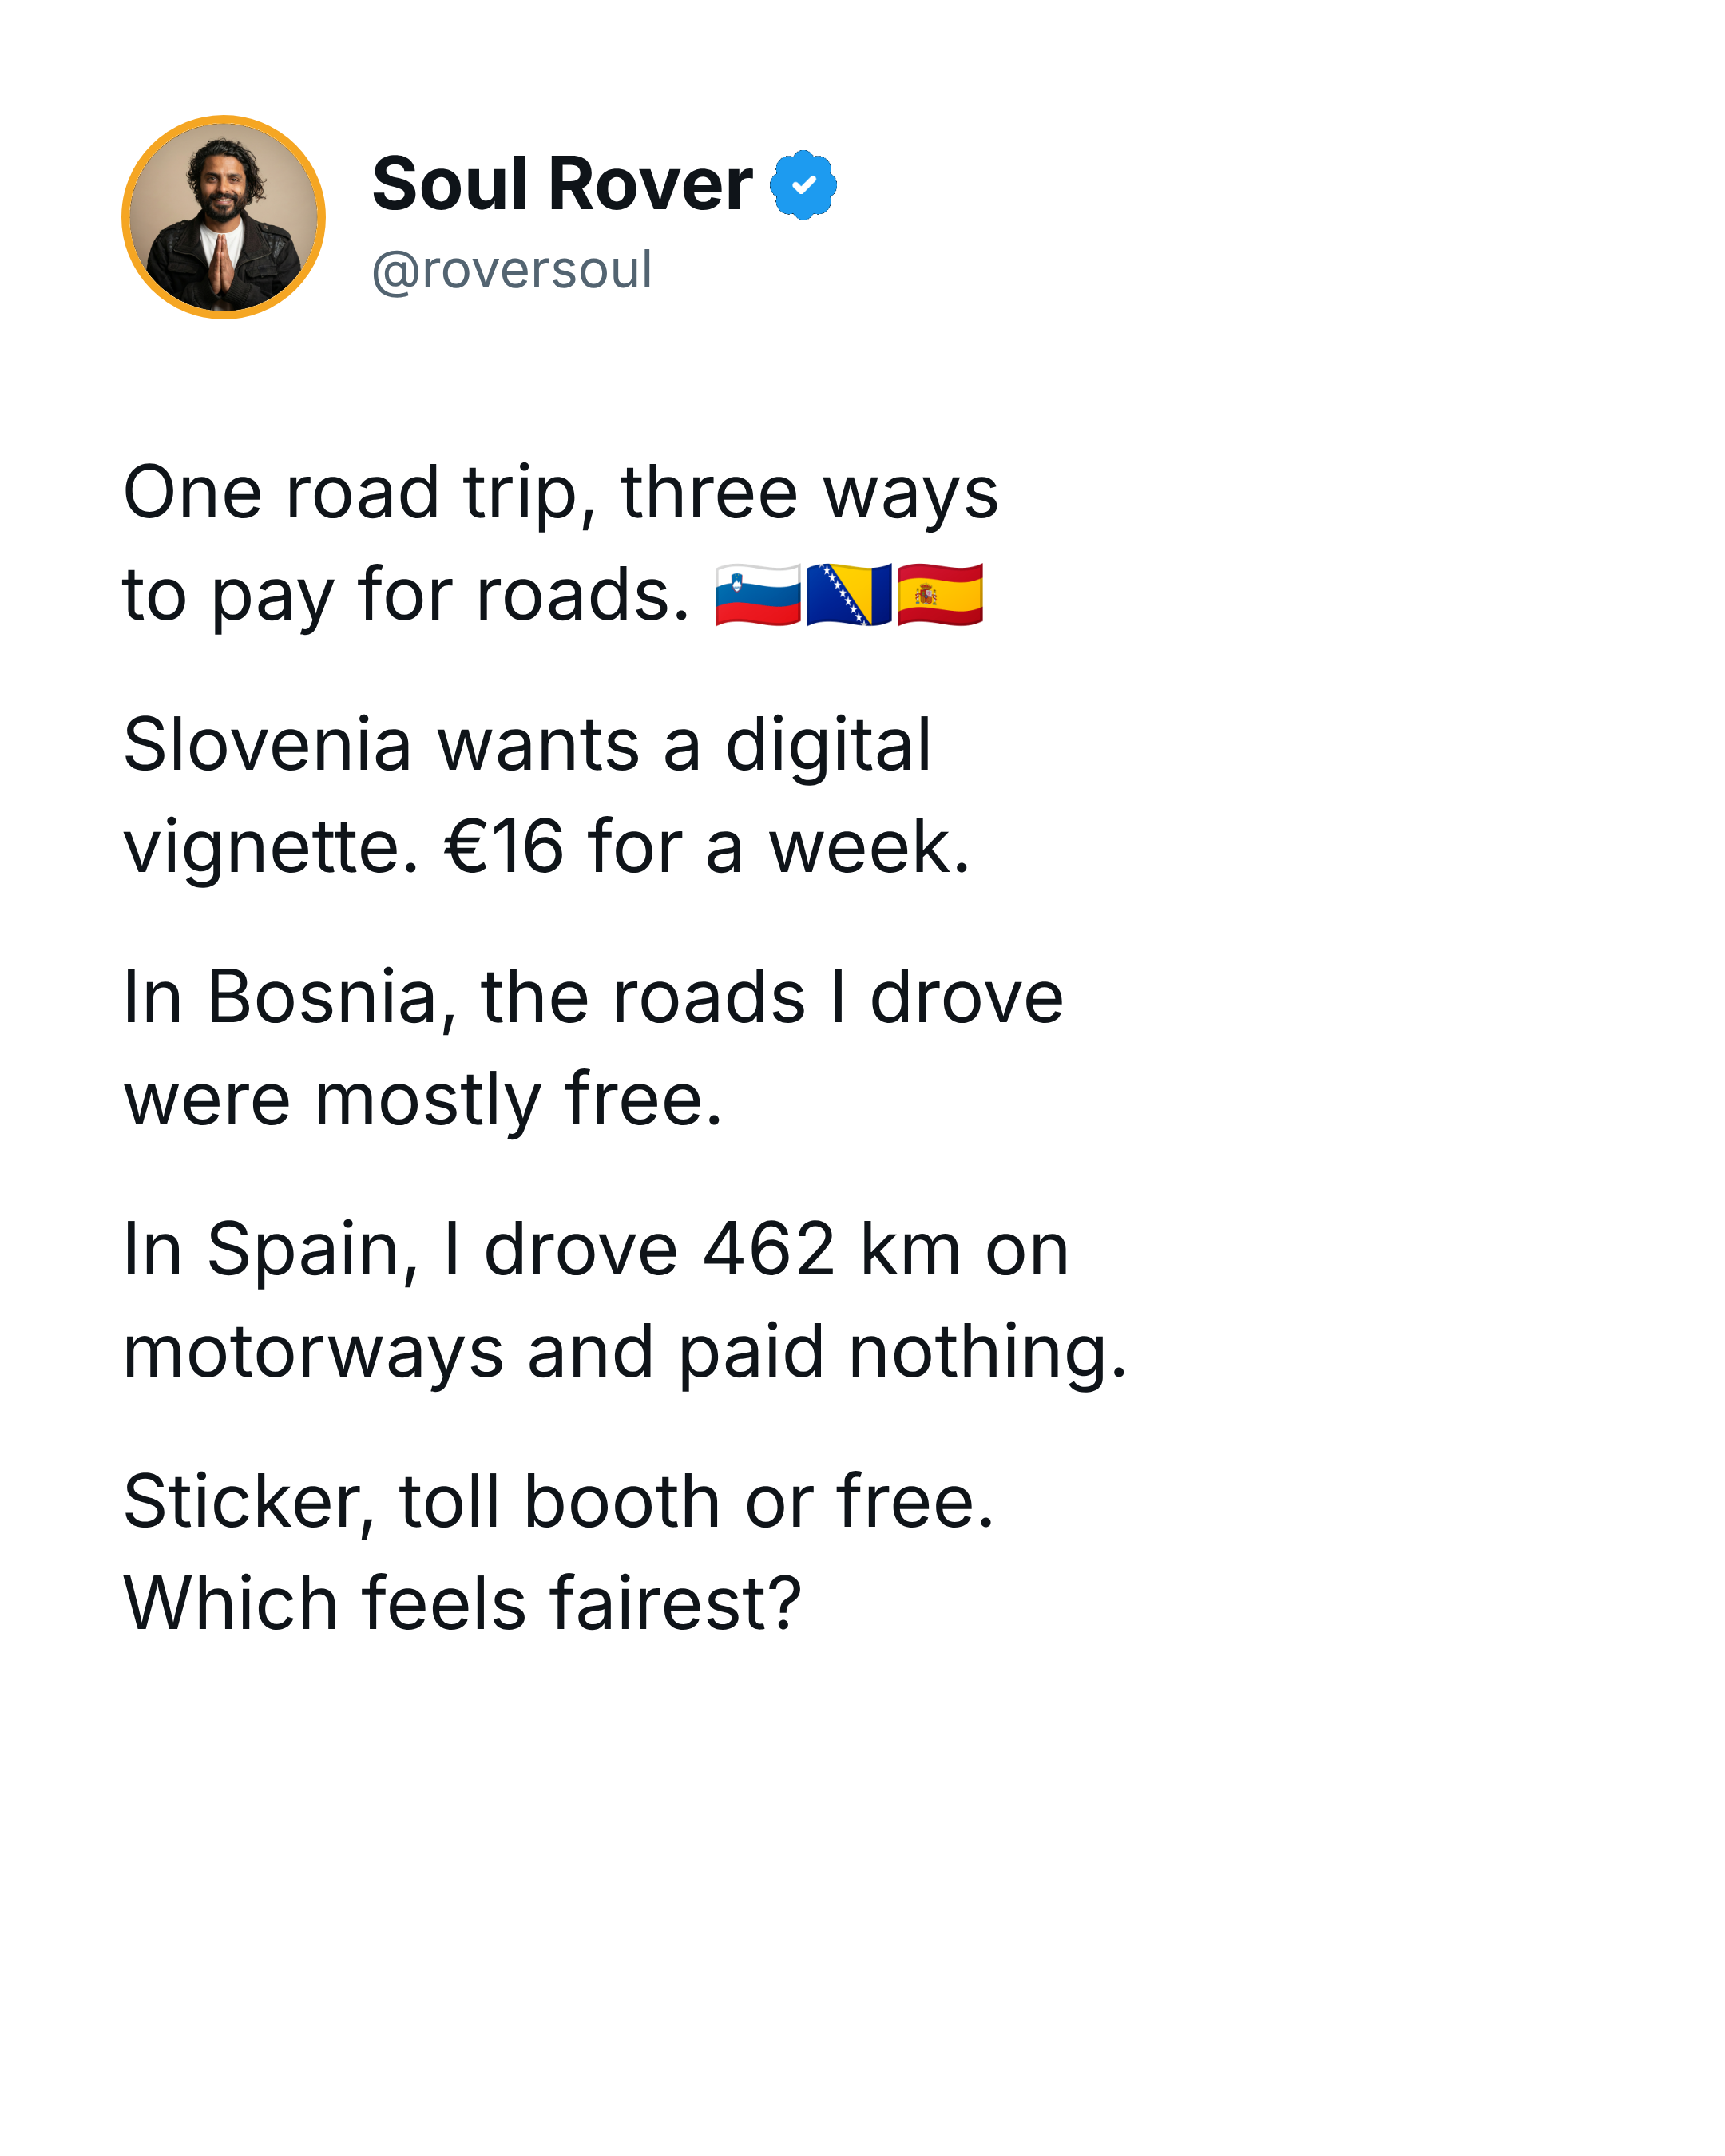 Soul Rover
@roversoul
One road trip, three ways
to pay for roads. 🇸🇮🇧🇦🇪🇸
Slovenia wants a digital
vignette. €16 for a week.
In Bosnia, the roads I drove
were mostly free.
In Spain, I drove 462 km on
motorways and paid nothing.
Sticker, toll booth or free.
Which feels fairest?